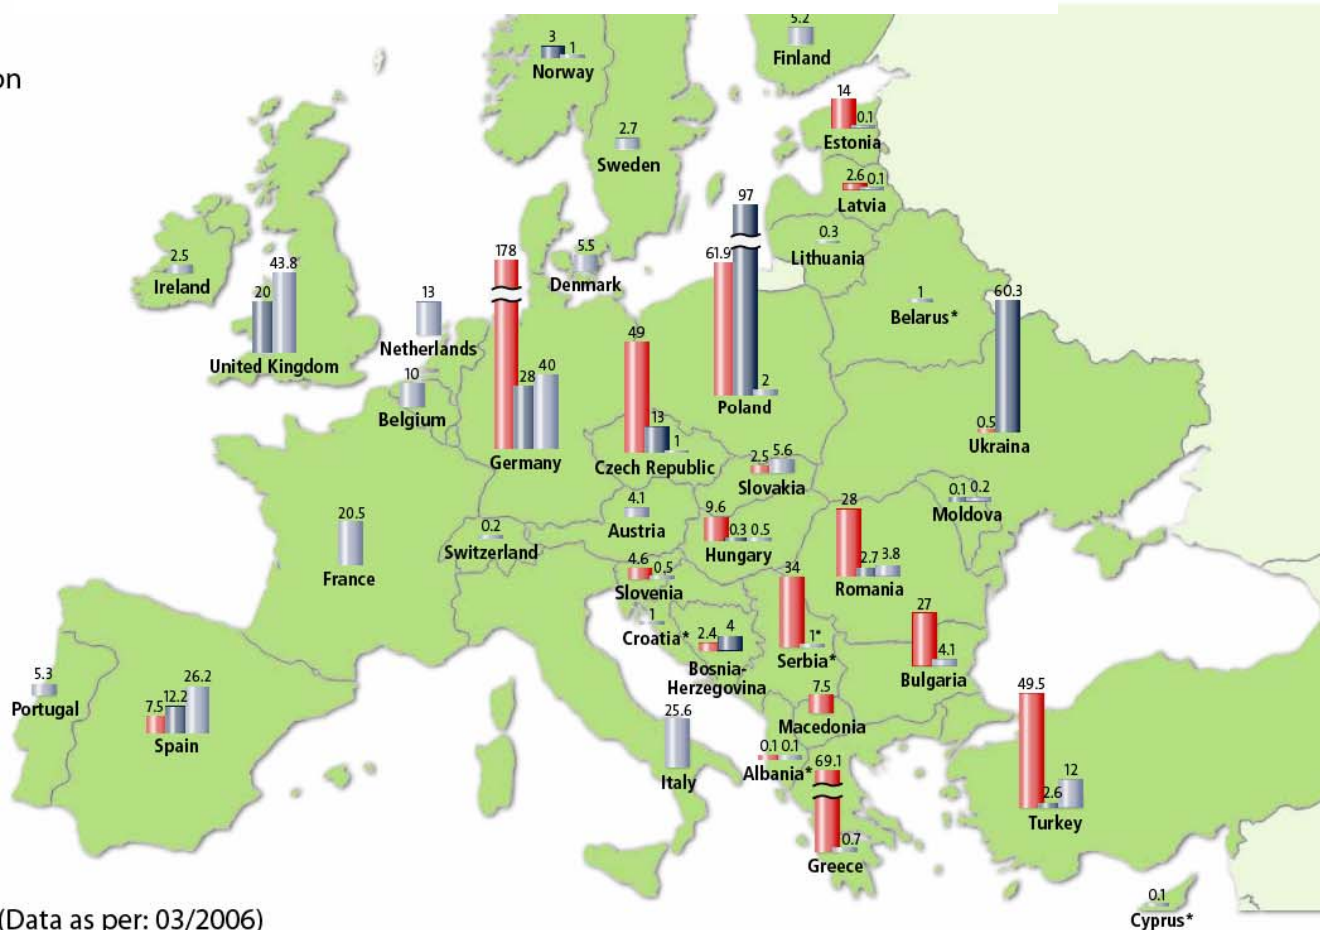 on
5.2
Finland
3 1
Norway
14
0.1
Estonia
2.7
Sweden
2.6 0.1
Latvia
97
61.9
2
Poland
0.3
Lithuania
2.5
Ireland
43.8
20
United Kingdom
5.5
Denmark
178
28 40
Germany
13
Netherlands
10
Belgium
1
Belarus*
60.3
0.5
Ukraina
49
13
1
Czech Republic
2.5 5.6
Slovakia
0.1 0.2
Moldova
4.1
Austria
9.6
0.3 0.5
Hungary
28
2.7 3.8
Romania
20.5
France
0.2
Switzerland
4.6 0.5
Slovenia
1
Croatia*
2.4 4
Bosnia-
Herzegovina
34
1*
Serbia*
27
4.1
Bulgaria
5.3
Portugal
26.2
7.5 12.2
Spain
25.6
Italy
7.5
Macedonia
0.1 0.1
Albania*
69.1
0.7
Greece
49.5
2.6 12
Turkey
0.1
Cyprus*
(Data as per: 03/2006)